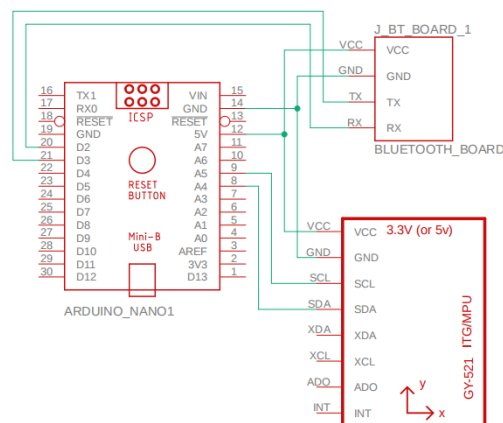 J_BT_BOARD_1
VCC VCC
GND GND
TX TX
RX RX
BLUETOOTH_BOARD
16 TX1 VIN 15
17 RX0 GND 14
18 RESET RESET 13
19 GND 5V 12
20 D2 A7 11
21 D3 A6 10
22 D4 A5 9
23 D5 A4 8
24 D6 A3 7
25 D7 A2 6
26 D8 A1 5
27 D9 A0 4
28 D10 AREF 3
29 D11 3V3 2
30 D12 D13 1
ICSP
RESET
BUTTON
Mini-B
USB
ARDUINO_NANO1
3.3V (or 5v)
VCC VCC
GND GND
SCL SCL
SDA SDA
XDA XDA
XCL XCL
ADO ADO
INT INT
GY-521 ITG/MPU
y
x